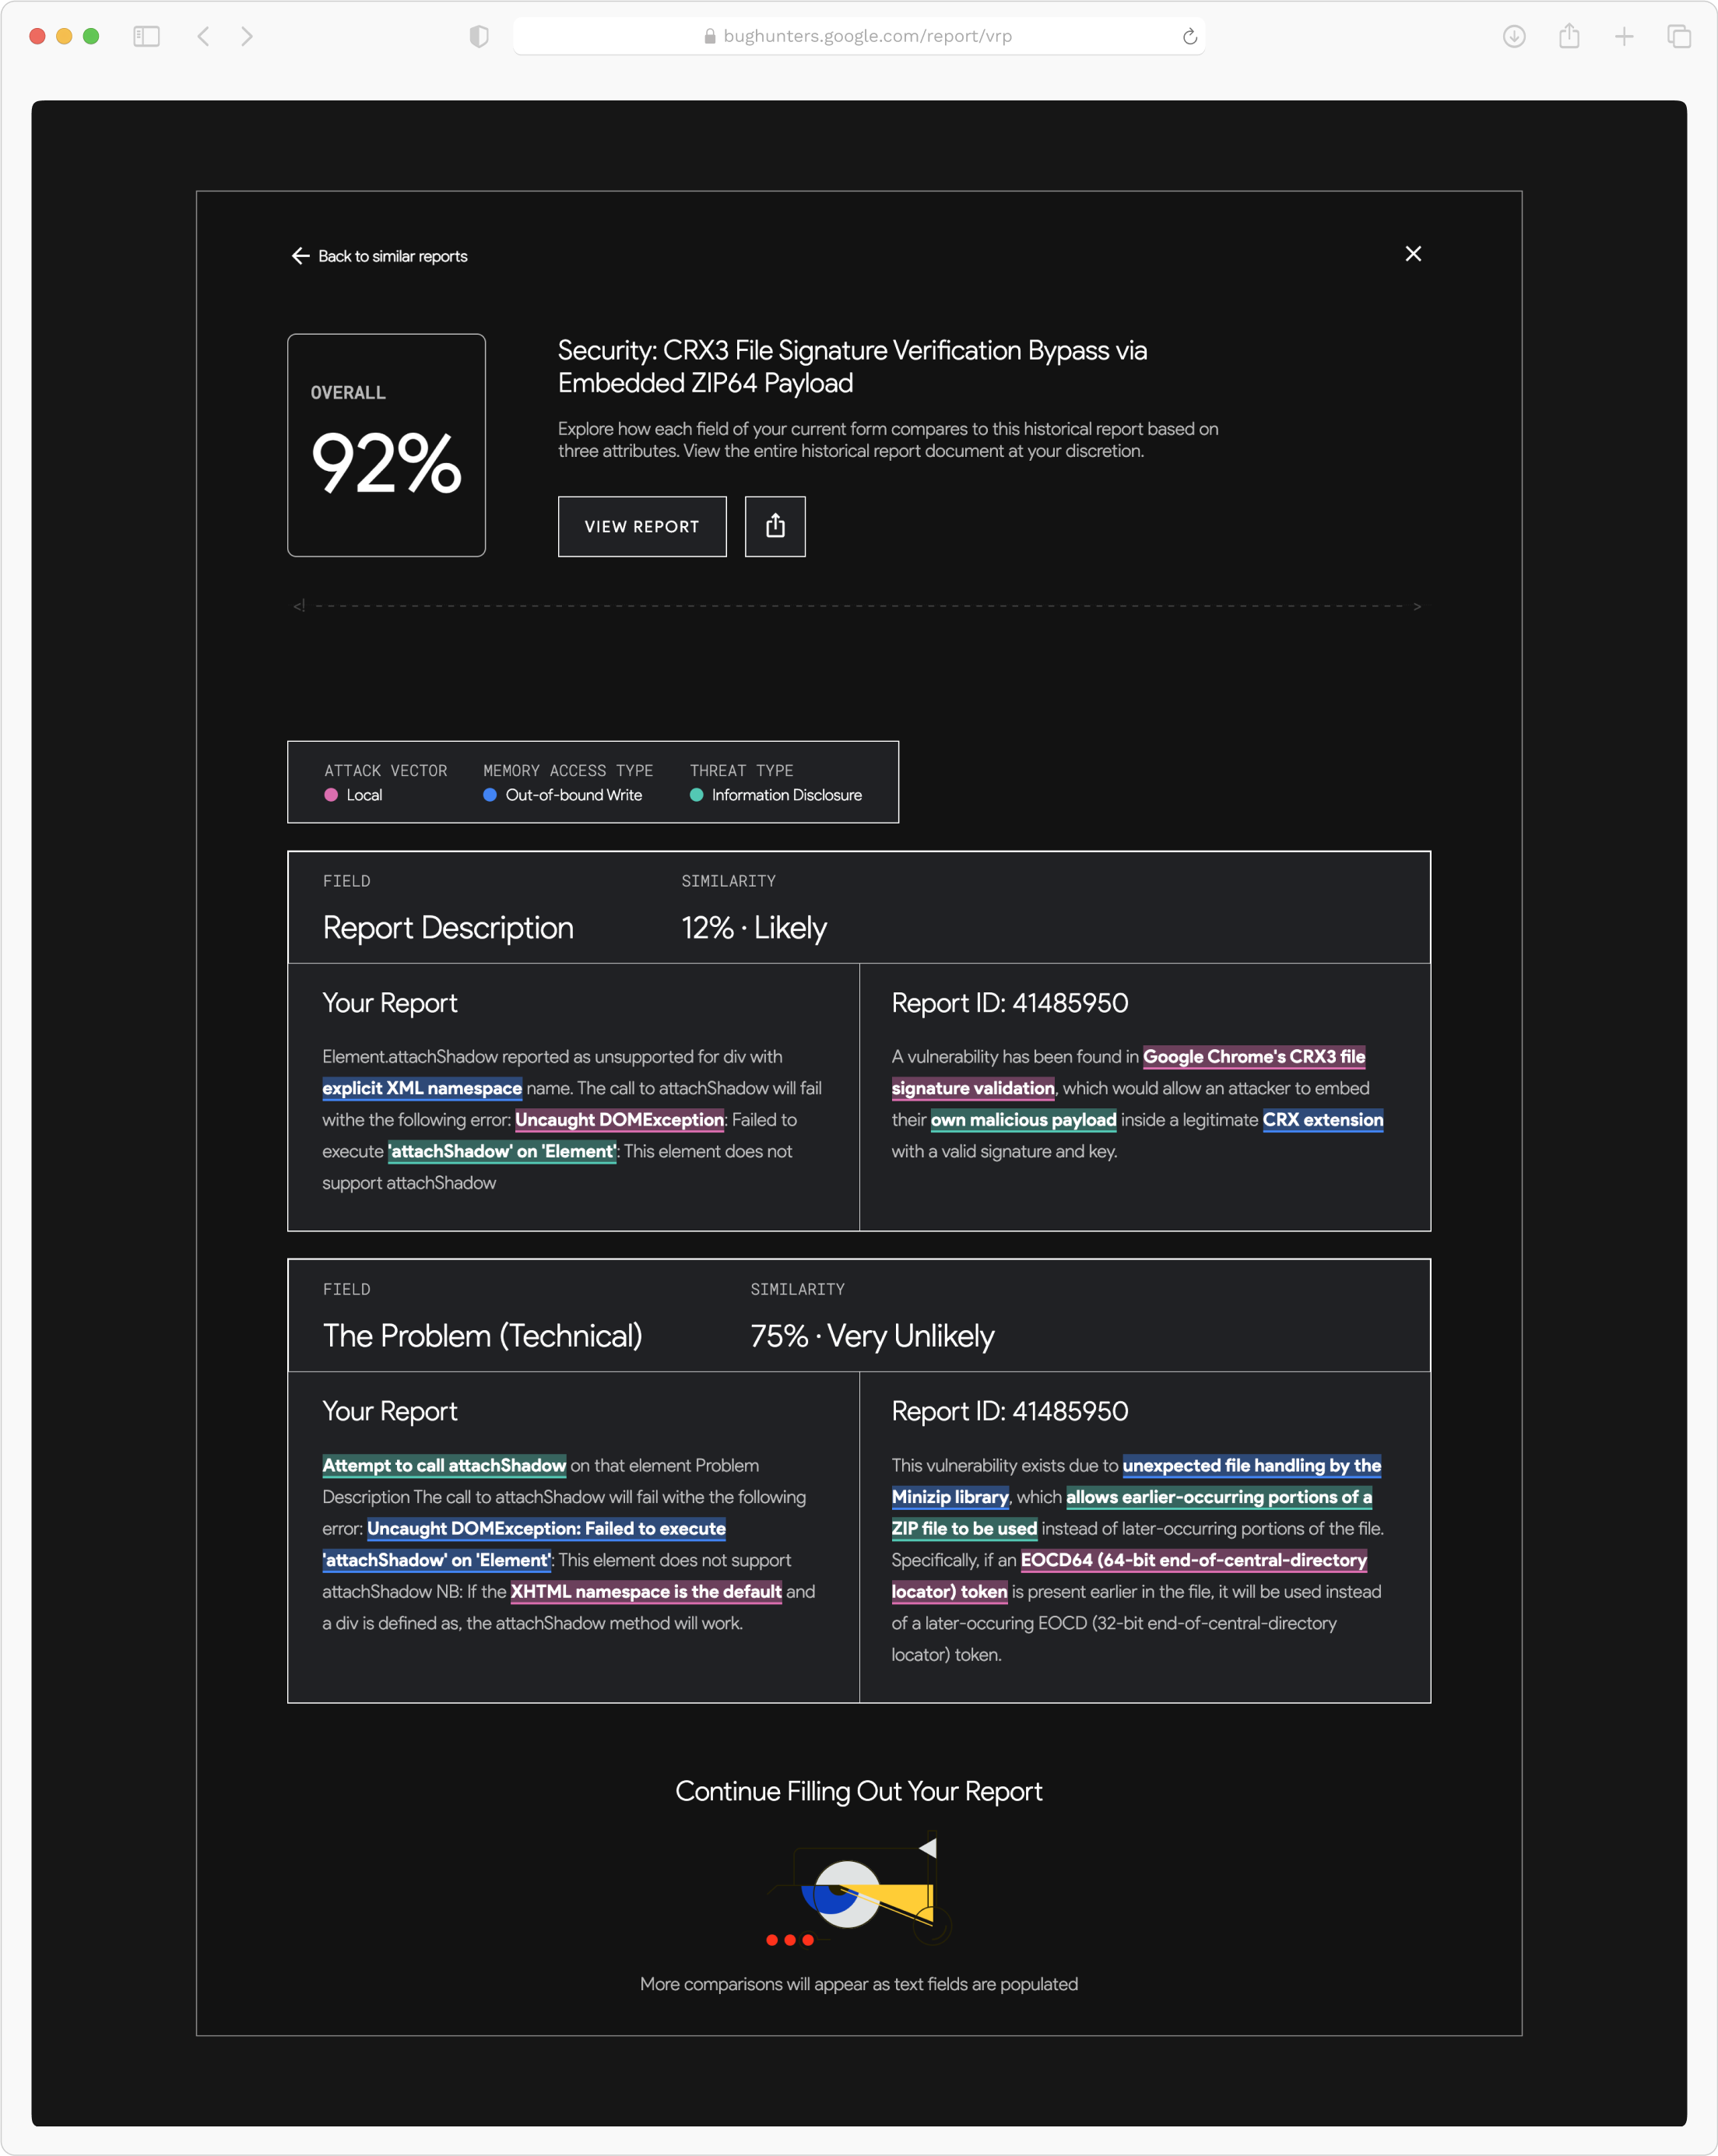 bughunters.google.com/report/vrp
Back to similar reports
OVERALL
92%
Security: CRX3 File Signature Verification Bypass via
Embedded ZIP64 Payload
Explore how each field of your current form compares to this historical report based on
three attributes. View the entire historical report document at your discretion.
VIEW REPORT
<! - - - - - - - - - - - - - - - - - - - - >
ATTACK VECTOR
Local
MEMORY ACCESS TYPE
Out-of-bound Write
THREAT TYPE
Information Disclosure
FIELD
Report Description
SIMILARITY
12% · Likely
Your Report
Element.attachShadow reported as unsupported for div with
explicit XML namespace name. The call to attachShadow will fail
withe the following error: Uncaught DOMException: Failed to
execute 'attachShadow' on 'Element': This element does not
support attachShadow
Report ID: 41485950
A vulnerability has been found in Google Chrome's CRX3 file
signature validation, which would allow an attacker to embed
their own malicious payload inside a legitimate CRX extension
with a valid signature and key.
FIELD
The Problem (Technical)
SIMILARITY
75% · Very Unlikely
Your Report
Attempt to call attachShadow on that element Problem
Description The call to attachShadow will fail withe the following
error: Uncaught DOMException: Failed to execute
'attachShadow' on 'Element': This element does not support
attachShadow NB: If the XHTML namespace is the default and
a div is defined as, the attachShadow method will work.
Report ID: 41485950
This vulnerability exists due to unexpected file handling by the
Minizip library, which allows earlier-occurring portions of a
ZIP file to be used instead of later-occurring portions of the file.
Specifically, if an EOCD64 (64-bit end-of-central-directory
locator) token is present earlier in the file, it will be used instead
of a later-occuring EOCD (32-bit end-of-central-directory
locator) token.
Continue Filling Out Your Report
More comparisons will appear as text fields are populated